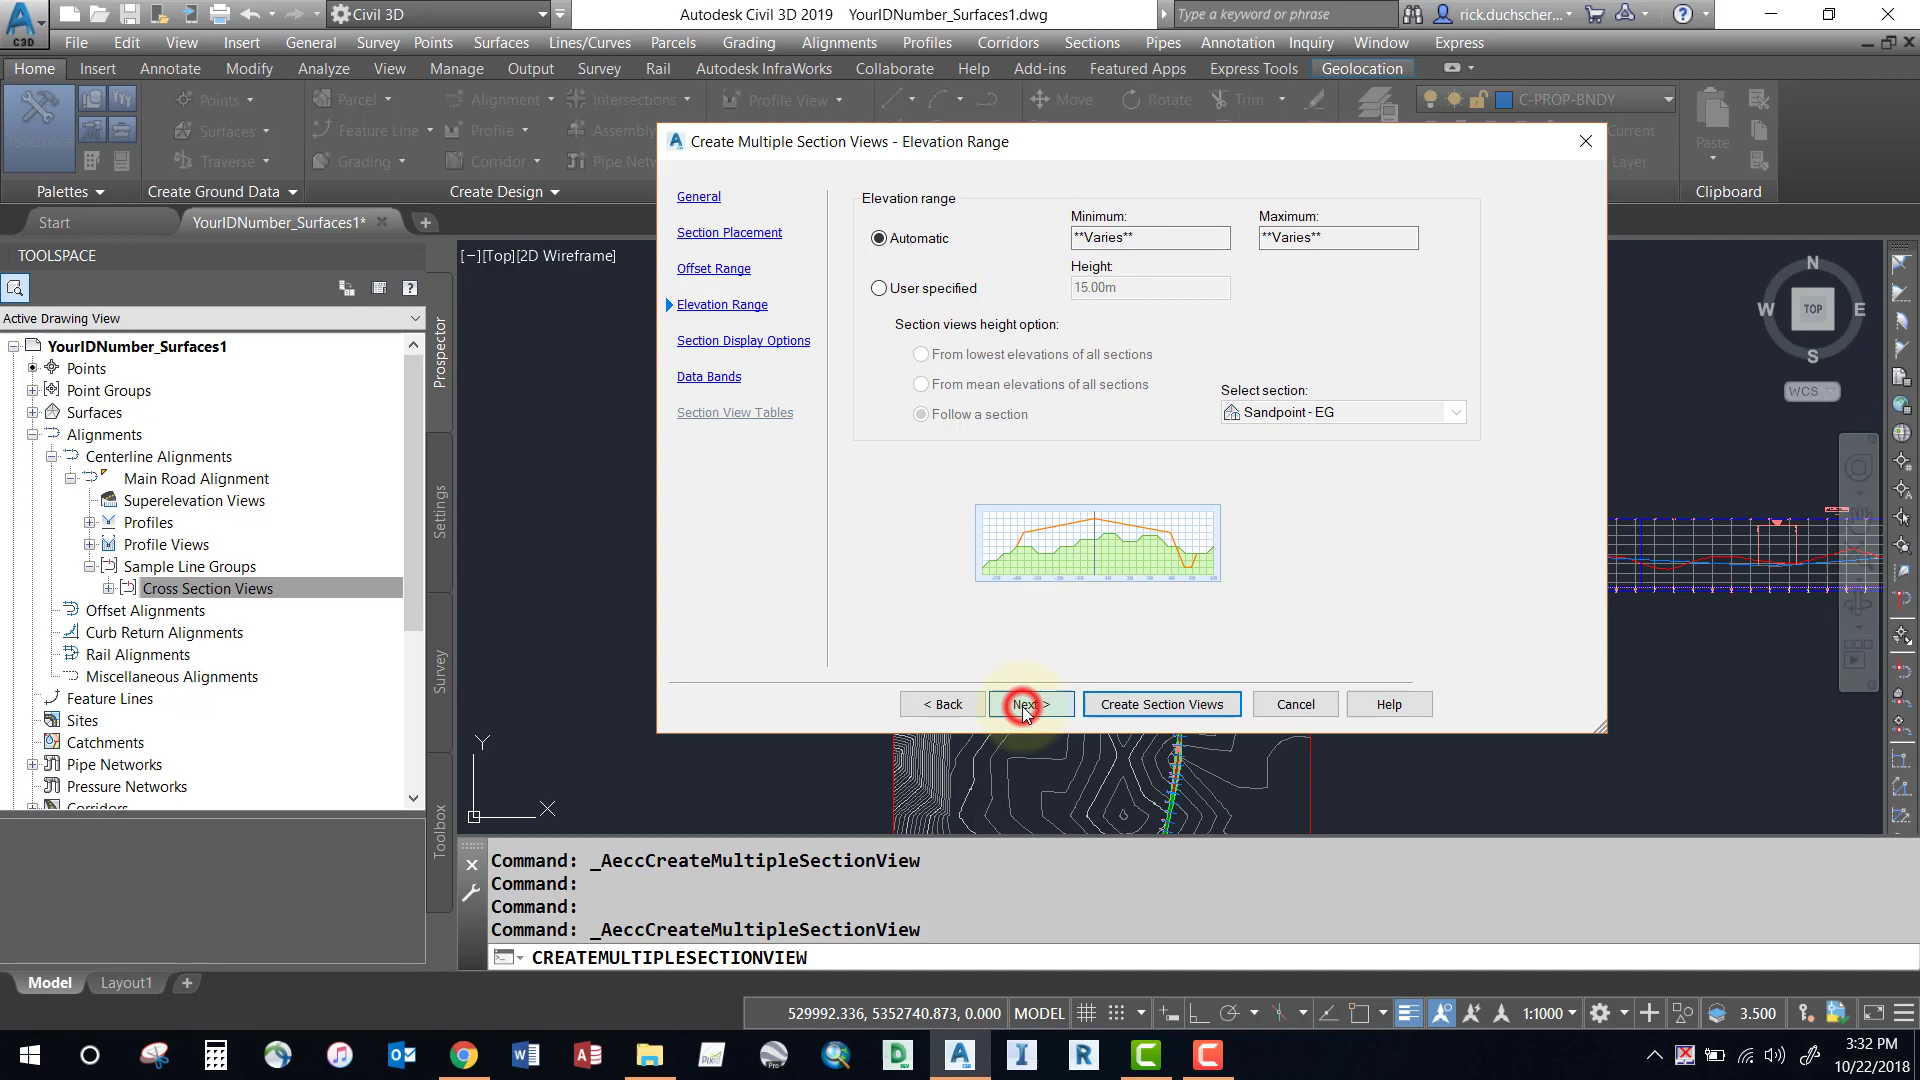 Civil 3D
Autodesk Civil 3D 2019 YourIDNumber_Surfaces1.dwg
Type a keyword or phrase
rick.duchscher...
C3D
File Edit View Insert General Survey Points Surfaces Lines/Curves Parcels Grading Alignments Profiles Corridors Sections Pipes Annotation Inquiry Window Express
Home Insert Annotate Modify Analyze View Manage Output Survey Rail Autodesk InfraWorks Collaborate Help Add-ins Featured Apps Express Tools Geolocation
Points Parcel Alignment Intersections Profile View Move Rotate Trim C-PROP-BNDY
Surfaces Feature Line Profile Assembly Current Paste
Traverse Grading Corridor Pipe Net Layer
Palettes Create Ground Data Create Design Clipboard
Start YourIDNumber_Surfaces1*
TOOLSPACE
Active Drawing View
YourIDNumber_Surfaces1
Points
Point Groups
Surfaces
Alignments
Centerline Alignments
Main Road Alignment
Superelevation Views
Profiles
Profile Views
Sample Line Groups
Cross Section Views
Offset Alignments
Curb Return Alignments
Rail Alignments
Miscellaneous Alignments
Feature Lines
Sites
Catchments
Pipe Networks
Pressure Networks
Corridors
Prospector
Settings
Survey
Toolbox
[−][Top][2D Wireframe]
Create Multiple Section Views - Elevation Range
General
Section Placement
Offset Range
Elevation Range
Section Display Options
Data Bands
Section View Tables
Elevation range
Minimum: Maximum:
Automatic **Varies** **Varies**
Height:
User specified 15.00m
Section views height option:
From lowest elevations of all sections
From mean elevations of all sections
Select section:
Follow a section Sandpoint - EG
< Back Next > Create Section Views Cancel Help
N
W TOP E
S
WCS
Y
X
Command: _AeccCreateMultipleSectionView
Command:
Command:
Command: _AeccCreateMultipleSectionView
CREATEMULTIPLESECTIONVIEW
Model Layout1
529992.336, 5352740.873, 0.000 MODEL 1:1000 3.500
3:32 PM
10/22/2018